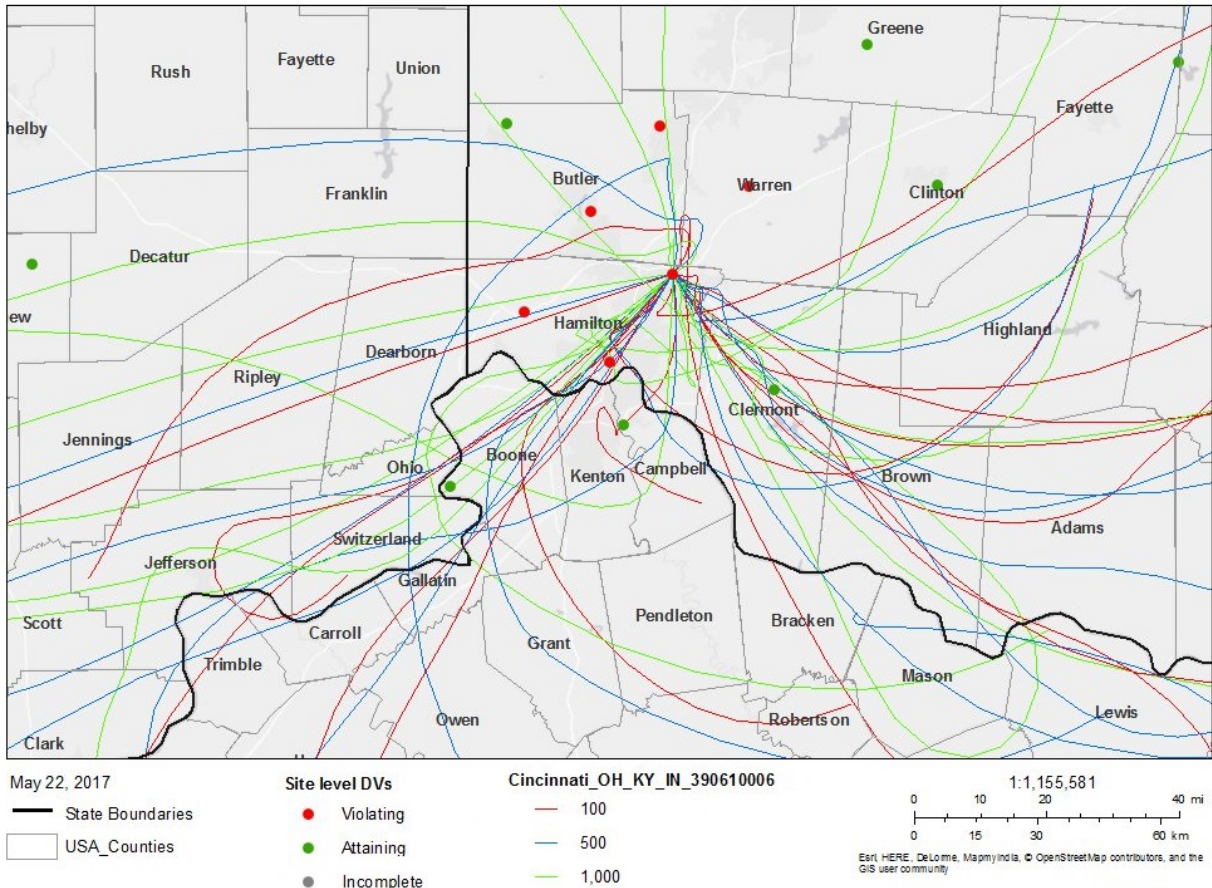 Greene
Rush
Fayette
Union
Fayette
helby
Butler
Warren
Clinton
Franklin
Decatur
ew
Hamilton
Highland
Dearborn
Ripley
Clermont
Jennings
Ohio
Boone
Kenton
Campbell
Brown
Adams
Switzerland
Jefferson
Gallatin
Scott
Carroll
Pendleton
Bracken
Grant
Trimble
Mason
Owen
Robertson
Lewis
Clark
May 22, 2017
State Boundaries
USA_Counties
Site level DVs
Violating
Attaining
Incomplete
Cincinnati_OH_KY_IN_390610006
100
500
1,000
1:1,155,581
0 10 20 40 mi
0 15 30 60 km
Esri, HERE, DeLorme, MapmyIndia, © OpenStreetMap contributors, and the
GIS user community